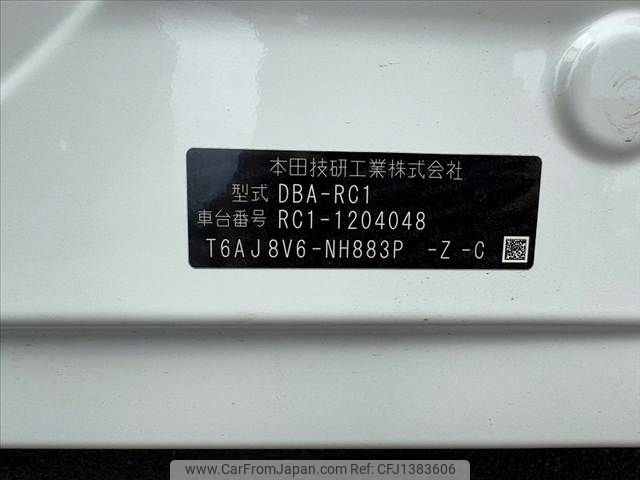 本田技研工業株式会社
型式 DBA-RC1
車台番号 RC1-1204048
T6AJ8V6-NH883P -Z-C
www.CarFromJapan.com - CFJ1383606